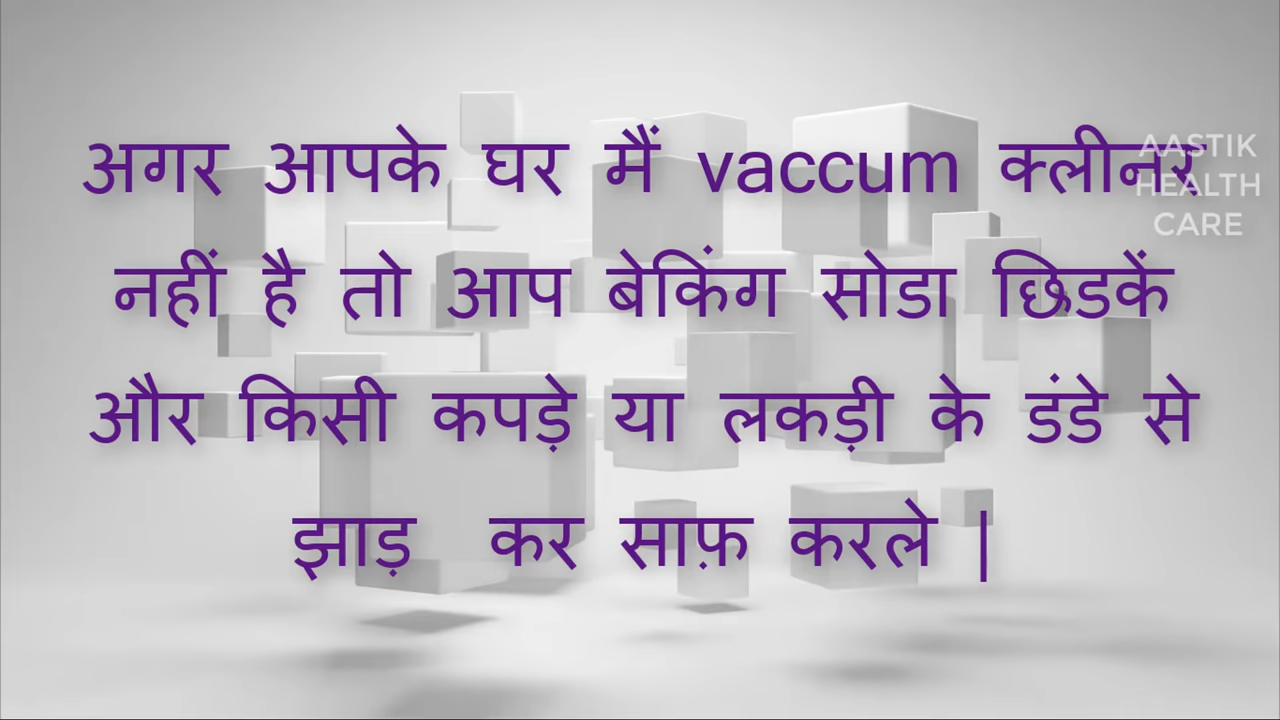 अगर आपके घर मैं vaccum क्लीनर
नहीं है तो आप बेकिंग सोडा छिडकें
और किसी कपड़े या लकड़ी के डंडे से
झाड़ कर साफ़ करले |
AASTIK
HEALTH
CARE